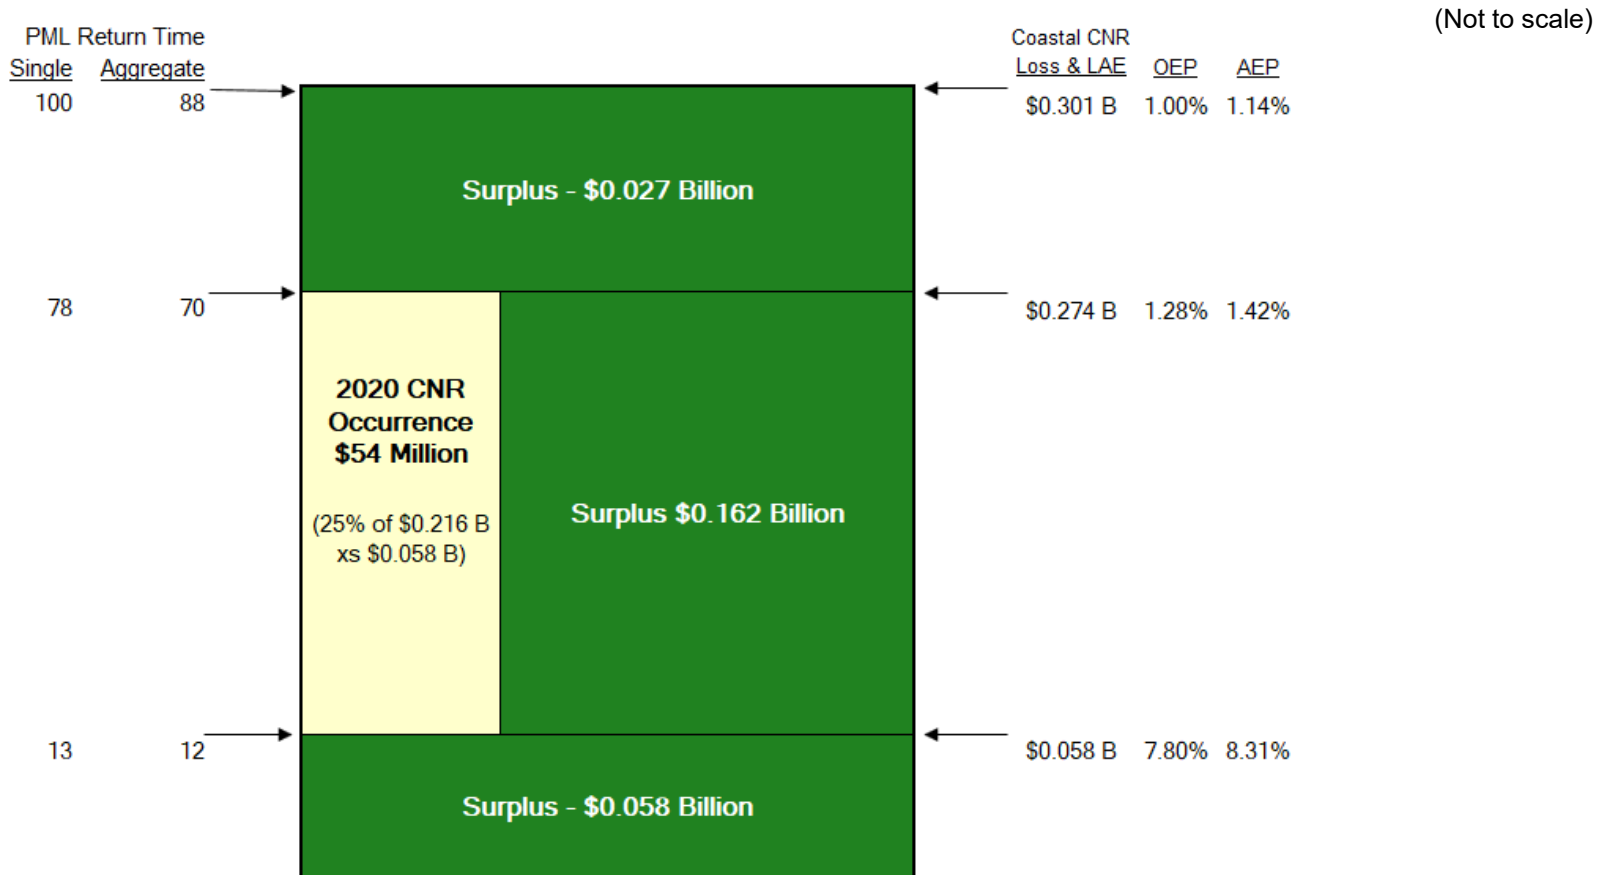 (Not to scale)
PML Return Time
Single Aggregate
Coastal CNR
Loss & LAE OEP AEP
100 88
$0.301 B 1.00% 1.14%
Surplus - $0.027 Billion
78 70
$0.274 B 1.28% 1.42%
2020 CNR
Occurrence
$54 Million
(25% of $0.216 B
xs $0.058 B)
Surplus $0.162 Billion
13 12
$0.058 B 7.80% 8.31%
Surplus - $0.058 Billion